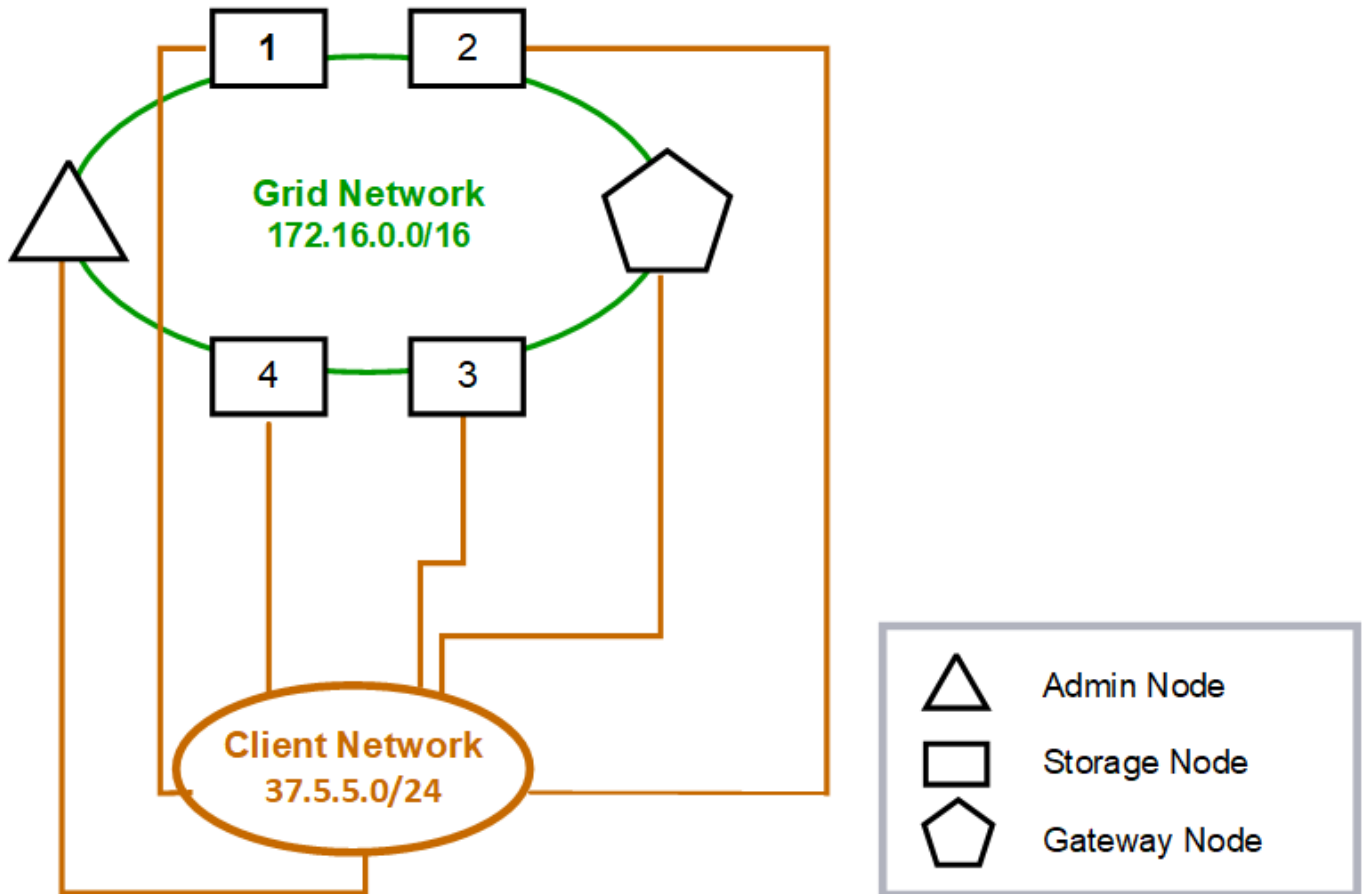 1
2
Grid Network
172.16.0.0/16
4
3
Client Network
37.5.5.0/24
Admin Node
Storage Node
Gateway Node